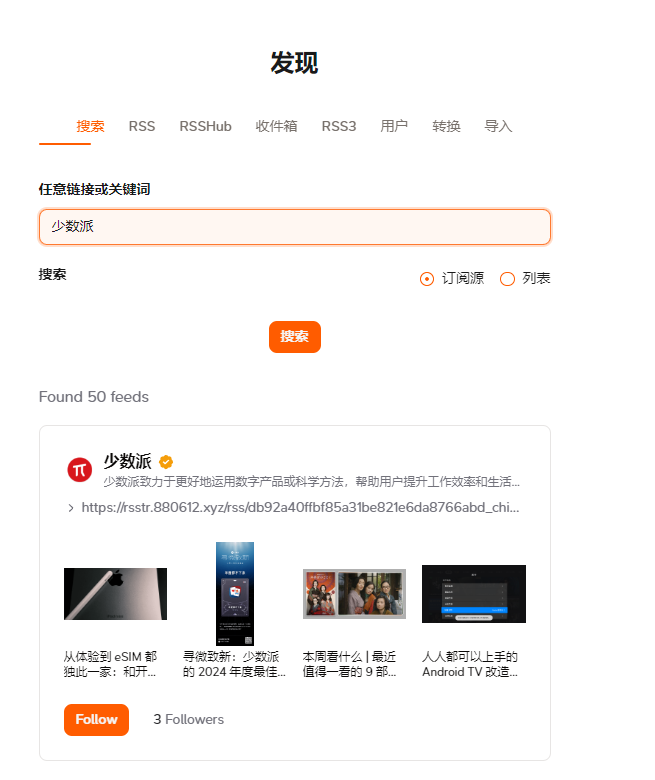 发现
搜索 RSS RSSHub 收件箱 RSS3 用户 转换 导入
任意链接或关键词
少数派
搜索 订阅源 列表
搜索
Found 50 feeds
少数派
少数派致力于更好地运用数字产品或科学方法，帮助用户提升工作效率和生活...
https://rsstr.880612.xyz/rss/db92a40ffbf85a31be821e6da8766abd_chi...
从体验到 eSIM 都 寻微致新：少数派 本周看什么 | 最近 人人都可以上手的
独此一家：和开... 的 2024 年度最佳... 值得一看的 9 部... Android TV 改造...
Follow 3 Followers